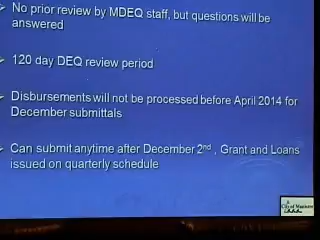 No prior review by MDEQ staff, but questions will be
answered
120 day DEQ review period
Disbursements will not be processed before April 2014 for
December submittals
Can submit anytime after December 2nd , Grant and Loans
issued on quarterly schedule
City of